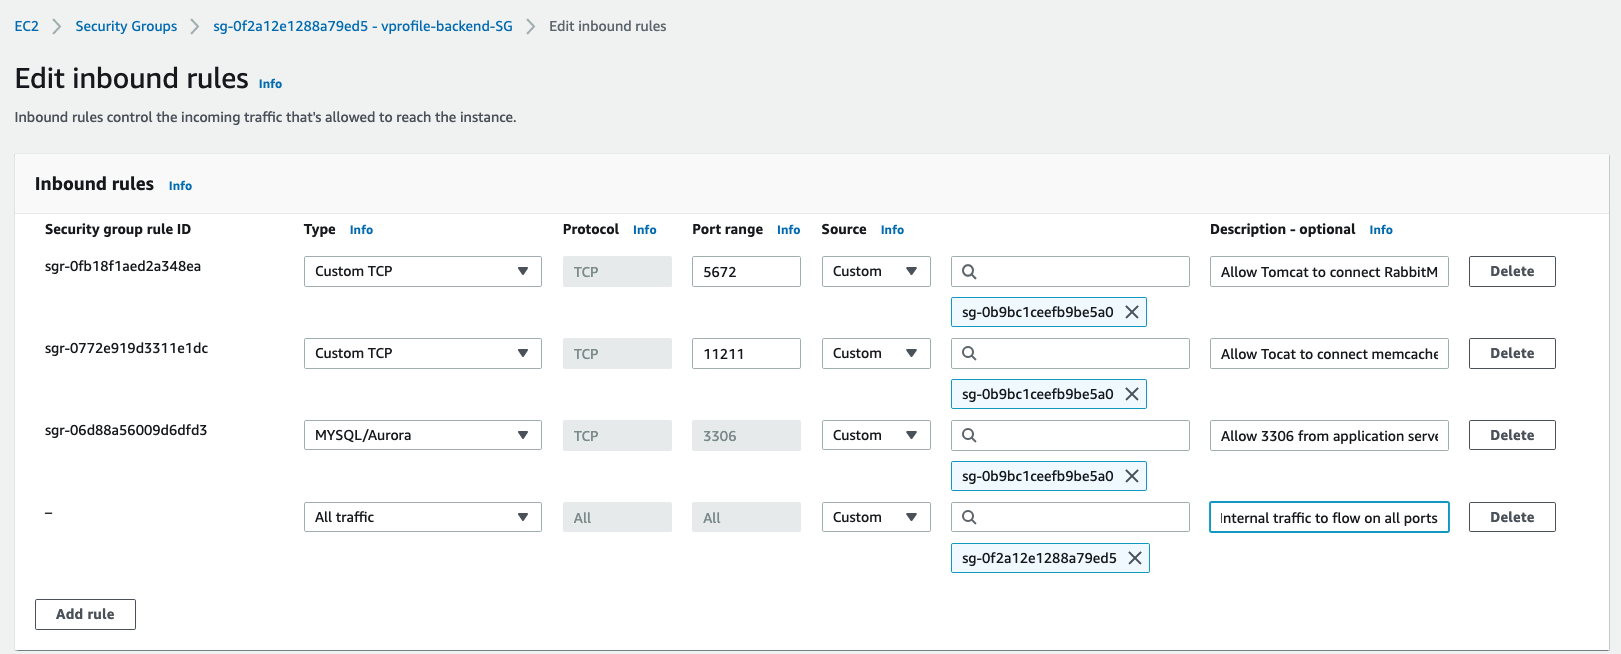 EC2 > Security Groups > sg-0f2a12e1288a79ed5 - vprofile-backend-SG > Edit inbound rules
Edit inbound rules Info
Inbound rules control the incoming traffic that's allowed to reach the instance.
Inbound rules Info
Security group rule ID Type Info Protocol Info Port range Info Source Info Description - optional Info
sgr-0fb18f1aed2a348ea Custom TCP TCP 5672 Custom Allow Tomcat to connect RabbitM Delete
sg-0b9bc1ceefb9be5a0
sgr-0772e919d3311e1dc Custom TCP TCP 11211 Custom Allow Tocat to connect memcache Delete
sg-0b9bc1ceefb9be5a0
sgr-06d88a56009d6dfd3 MYSQL/Aurora TCP 3306 Custom Allow 3306 from application serve Delete
sg-0b9bc1ceefb9be5a0
– All traffic All All Custom Internal traffic to flow on all ports Delete
sg-0f2a12e1288a79ed5
Add rule